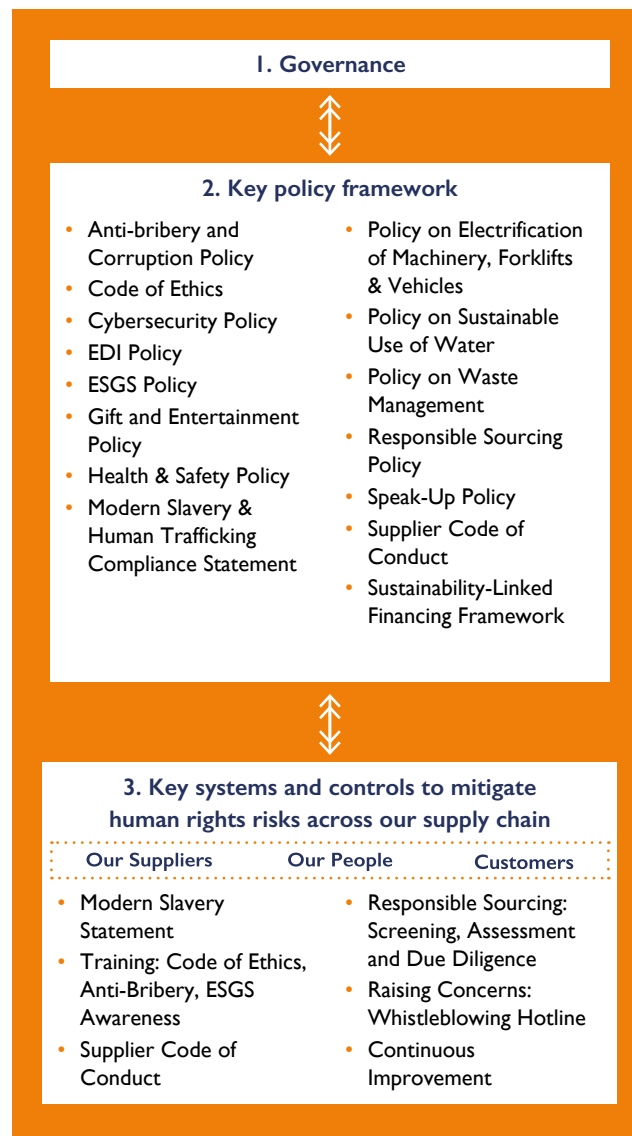 1. Governance
2. Key policy framework
• Anti-bribery and
Corruption Policy
• Code of Ethics
• Cybersecurity Policy
• EDI Policy
• ESGS Policy
• Gift and Entertainment
Policy
• Health & Safety Policy
• Modern Slavery &
Human Trafficking
Compliance Statement
• Policy on Electrification
of Machinery, Forklifts
& Vehicles
• Policy on Sustainable
Use of Water
• Policy on Waste
Management
• Responsible Sourcing
Policy
• Speak-Up Policy
• Supplier Code of
Conduct
• Sustainability-Linked
Financing Framework
3. Key systems and controls to mitigate
human rights risks across our supply chain
Our Suppliers Our People Customers
• Modern Slavery
Statement
• Training: Code of Ethics,
Anti-Bribery, ESGS
Awareness
• Supplier Code of
Conduct
• Responsible Sourcing:
Screening, Assessment
and Due Diligence
• Raising Concerns:
Whistleblowing Hotline
• Continuous
Improvement